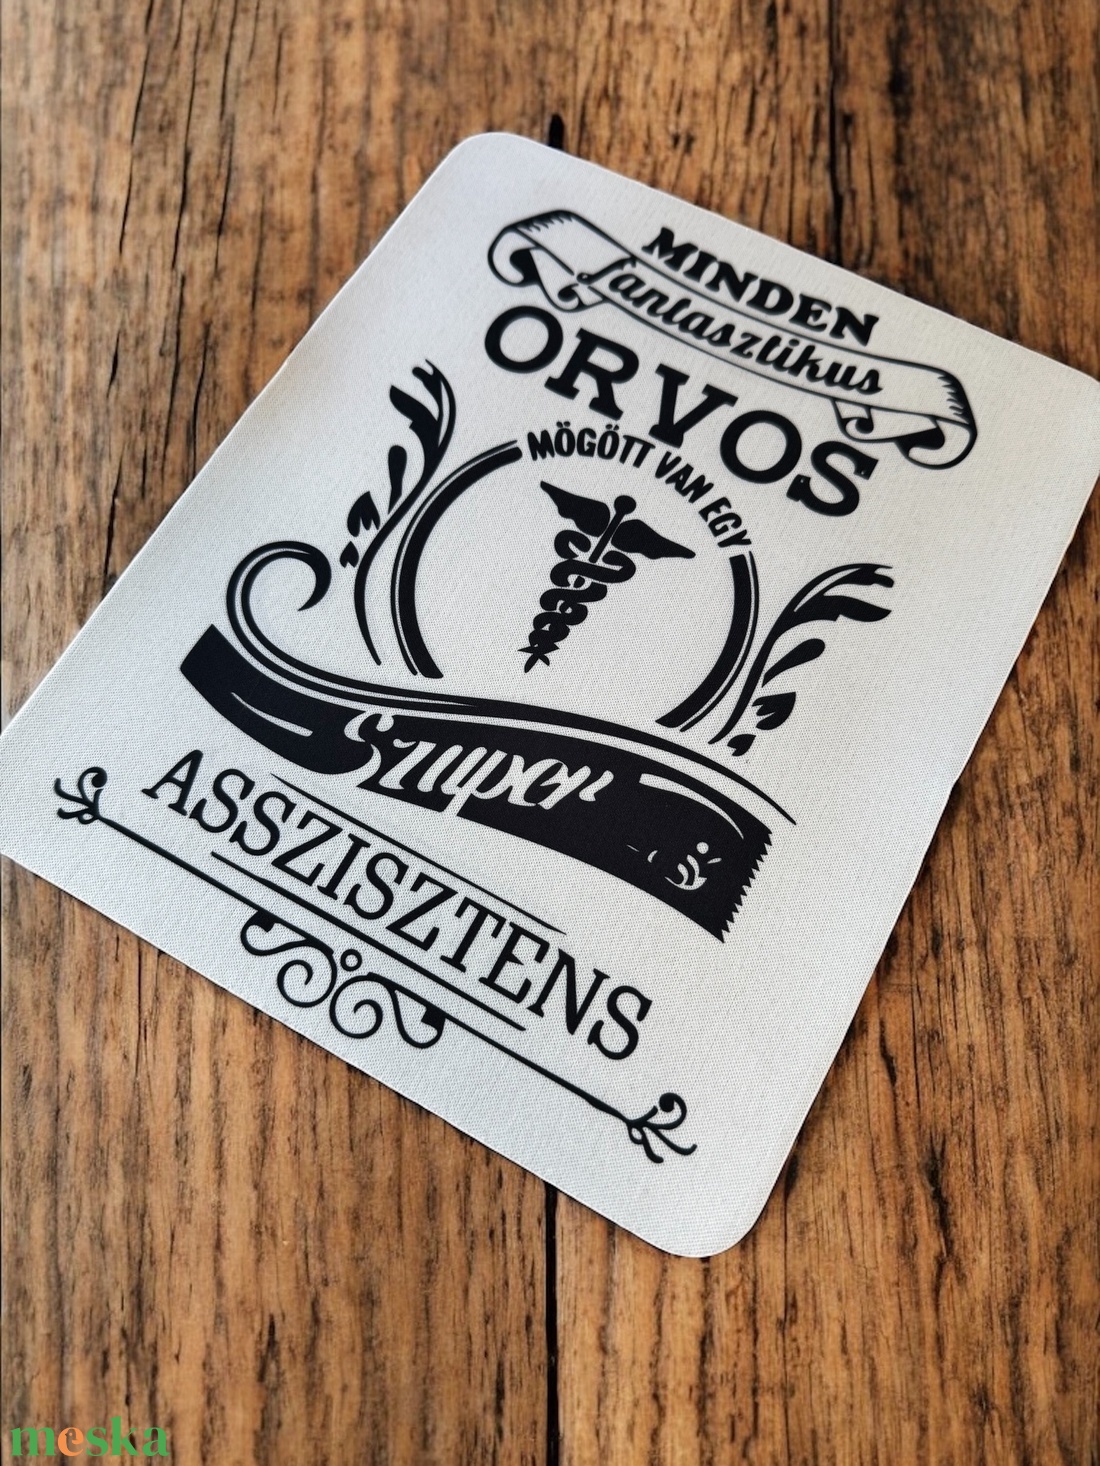 MINDEN
fantasztikus
ORVOS
MÖGÖTT VAN EGY
Szuper
ASSZISZTENS
meska